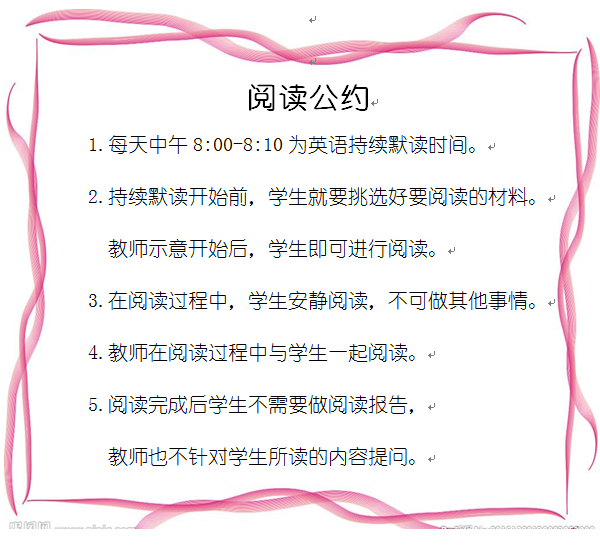 阅读公约
1.每天中午 8:00-8:10 为英语持续默读时间。
2.持续默读开始前，学生就要挑选好要阅读的材料。
教师示意开始后，学生即可进行阅读。
3.在阅读过程中，学生安静阅读，不可做其他事情。
4.教师在阅读过程中与学生一起阅读。
5.阅读完成后学生不需要做阅读报告，
教师也不针对学生所读的内容提问。